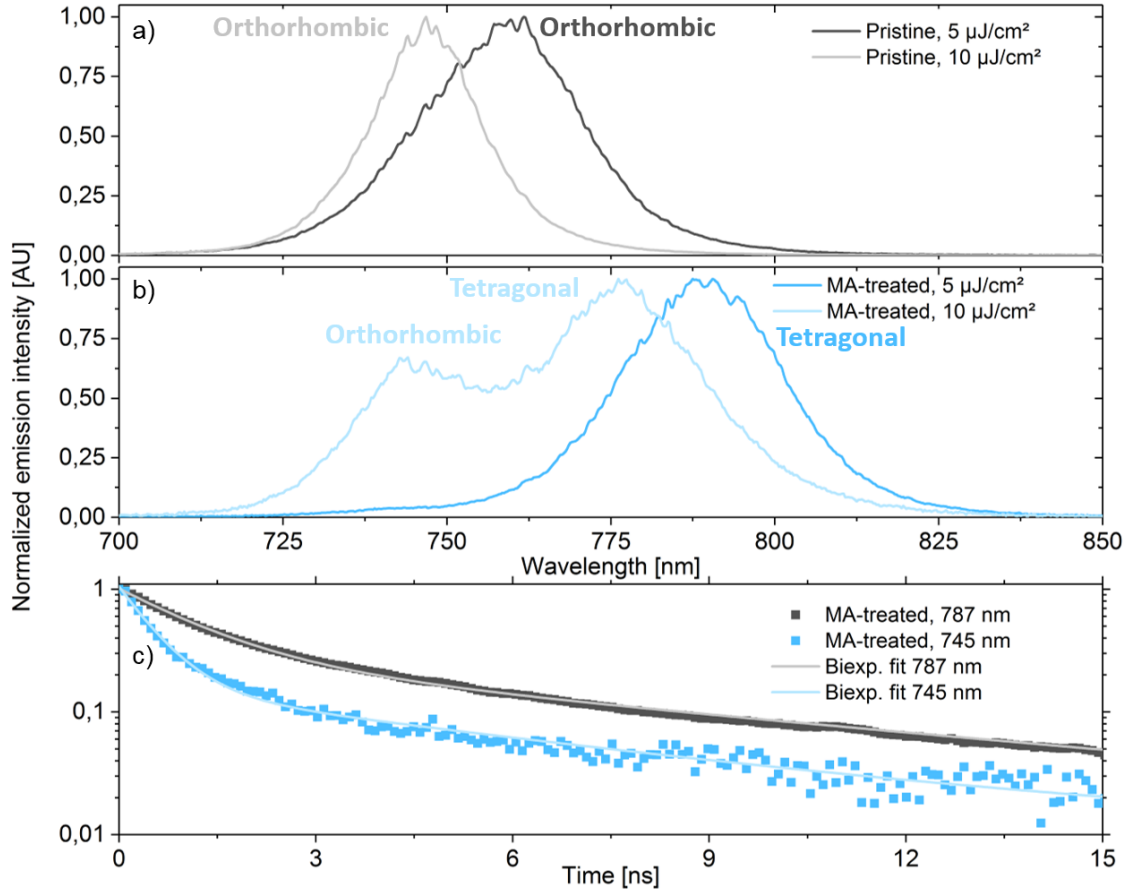 a)
Orthorhombic
Orthorhombic
Pristine, 5 µJ/cm²
Pristine, 10 µJ/cm²
1,00
0,75
0,50
0,25
0,00
b)
Tetragonal
Orthorhombic
Tetragonal
MA-treated, 5 µJ/cm²
MA-treated, 10 µJ/cm²
1,00
0,75
0,50
0,25
0,00
700 725 750 775 800 825 850
Wavelength [nm]
Normalized emission intensity [AU]
c)
MA-treated, 787 nm
MA-treated, 745 nm
Biexp. fit 787 nm
Biexp. fit 745 nm
1
0,1
0,01
0 3 6 9 12 15
Time [ns]